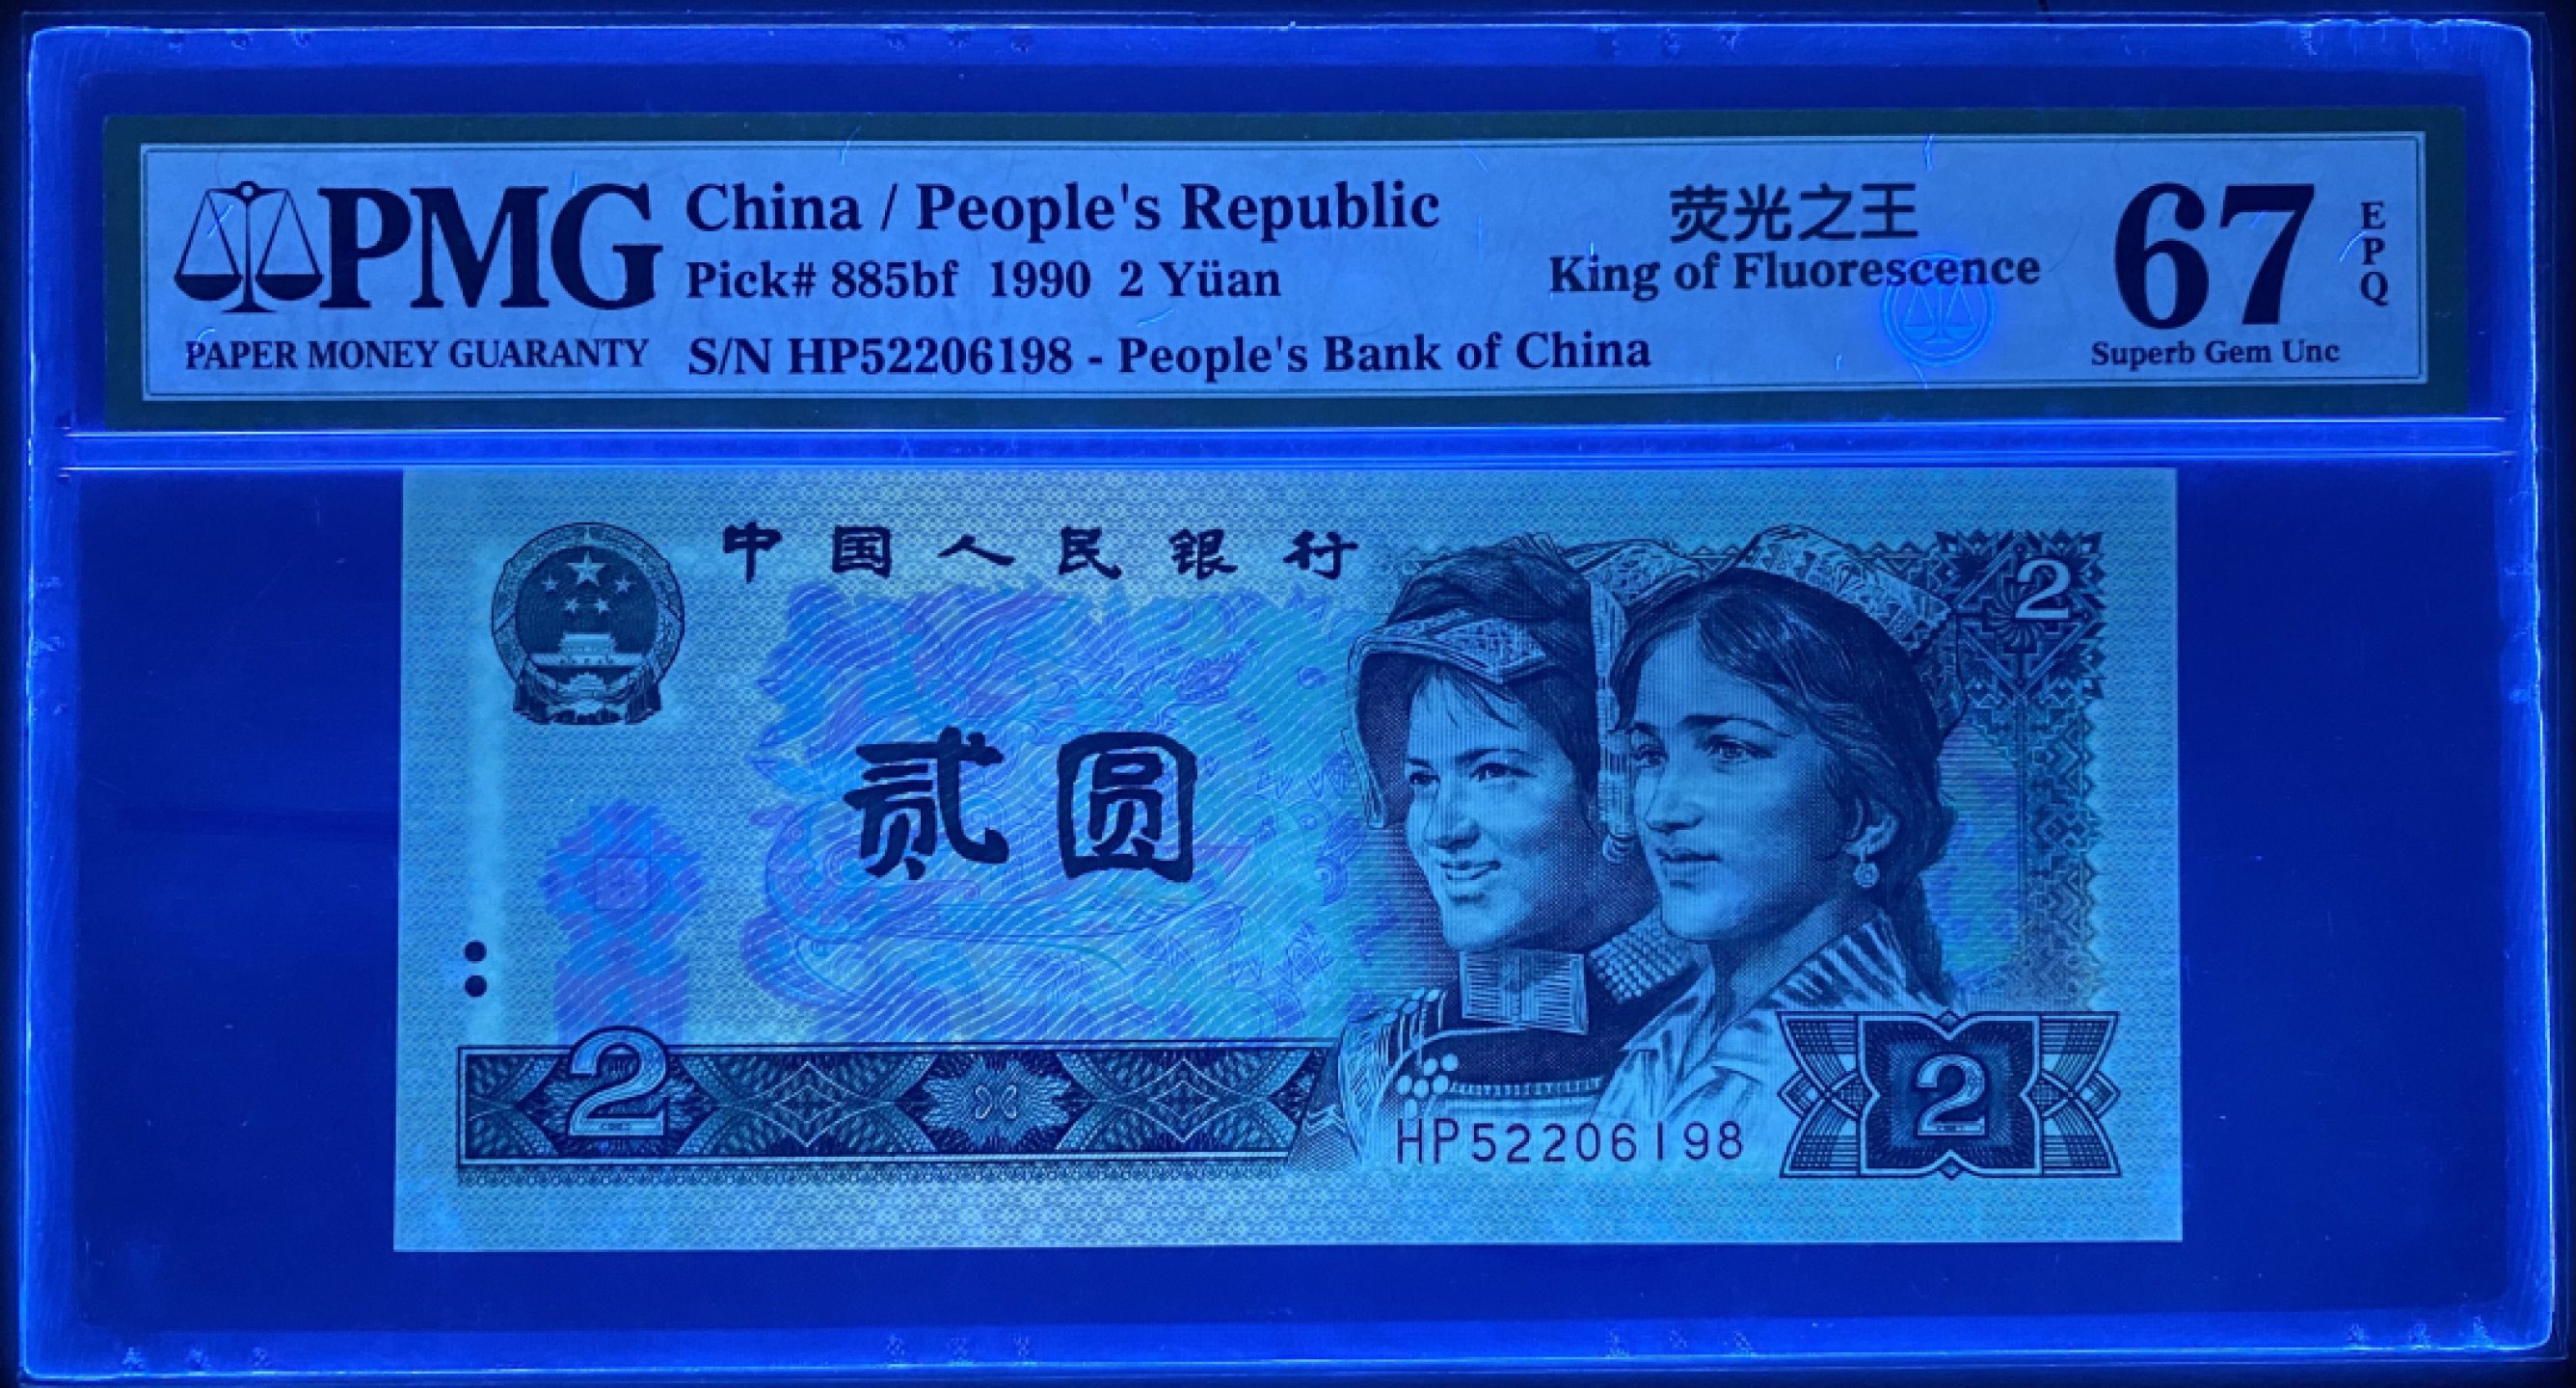 PMG
PAPER MONEY GUARANTY
China / People's Republic
Pick# 885bf 1990 2 Yüan
S/N HP52206198 - People's Bank of China
荧光之王
King of Fluorescence
67
EPQ
Superb Gem Unc
中国人民银行
2
贰圆
2
HP52206198
2